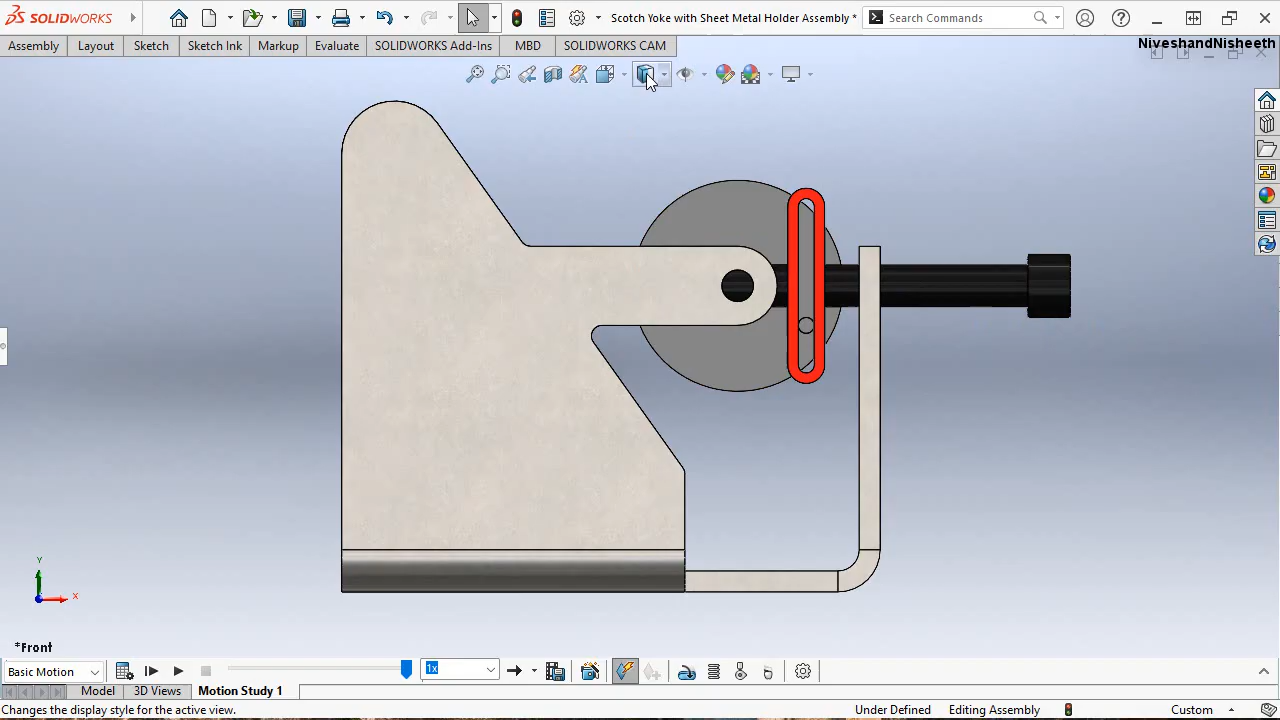 SOLIDWORKS
Scotch Yoke with Sheet Metal Holder Assembly *
Search Commands
Assembly
Layout
Sketch
Sketch Ink
Markup
Evaluate
SOLIDWORKS Add-Ins
MBD
SOLIDWORKS CAM
NiveshandNisheeth
Y
X
*Front
Basic Motion
1x
Model
3D Views
Motion Study 1
Changes the display style for the active view.
Under Defined
Editing Assembly
Custom